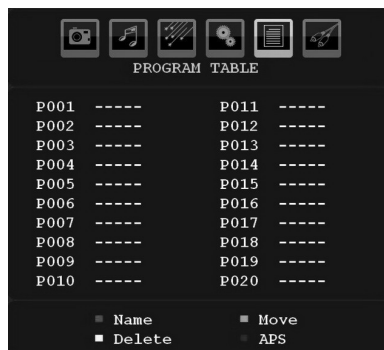 PROGRAM TABLE
P001 ----- P011 -----
P002 ----- P012 -----
P003 ----- P013 -----
P004 ----- P014 -----
P005 ----- P015 -----
P006 ----- P016 -----
P007 ----- P017 -----
P008 ----- P018 -----
P009 ----- P019 -----
P010 ----- P020 -----
Name Move
Delete APS